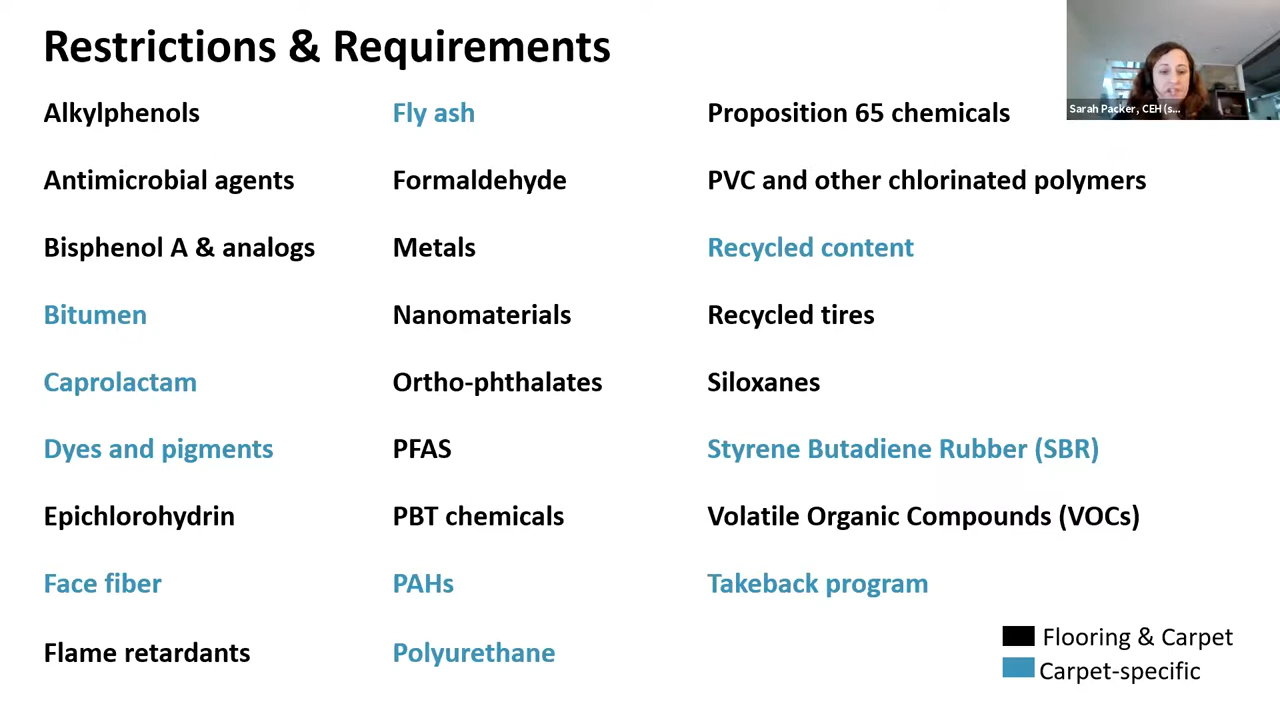 Restrictions & Requirements
Sarah Packer, CEH (s...
Alkylphenols
Antimicrobial agents
Bisphenol A & analogs
Bitumen
Caprolactam
Dyes and pigments
Epichlorohydrin
Face fiber
Flame retardants
Fly ash
Formaldehyde
Metals
Nanomaterials
Ortho-phthalates
PFAS
PBT chemicals
PAHs
Polyurethane
Proposition 65 chemicals
PVC and other chlorinated polymers
Recycled content
Recycled tires
Siloxanes
Styrene Butadiene Rubber (SBR)
Volatile Organic Compounds (VOCs)
Takeback program
Flooring & Carpet
Carpet-specific